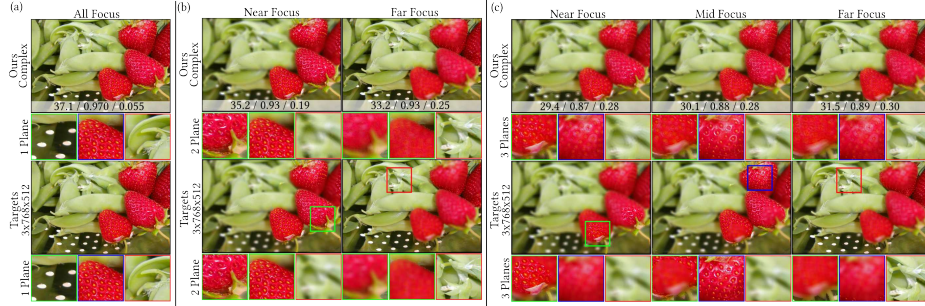 (a)
All Focus
Ours
Complex
37.1 / 0.970 / 0.055
1 Plane
Targets
3x768x512
1 Plane
(b)
Near Focus
Far Focus
Ours
Complex
35.2 / 0.93 / 0.19
33.2 / 0.93 / 0.25
2 Plane
Targets
3x768x512
2 Plane
(c)
Near Focus
Mid Focus
Far Focus
Ours
Complex
29.4 / 0.87 / 0.28
30.1 / 0.88 / 0.28
31.5 / 0.89 / 0.30
3 Planes
Targets
3x768x512
3 Planes